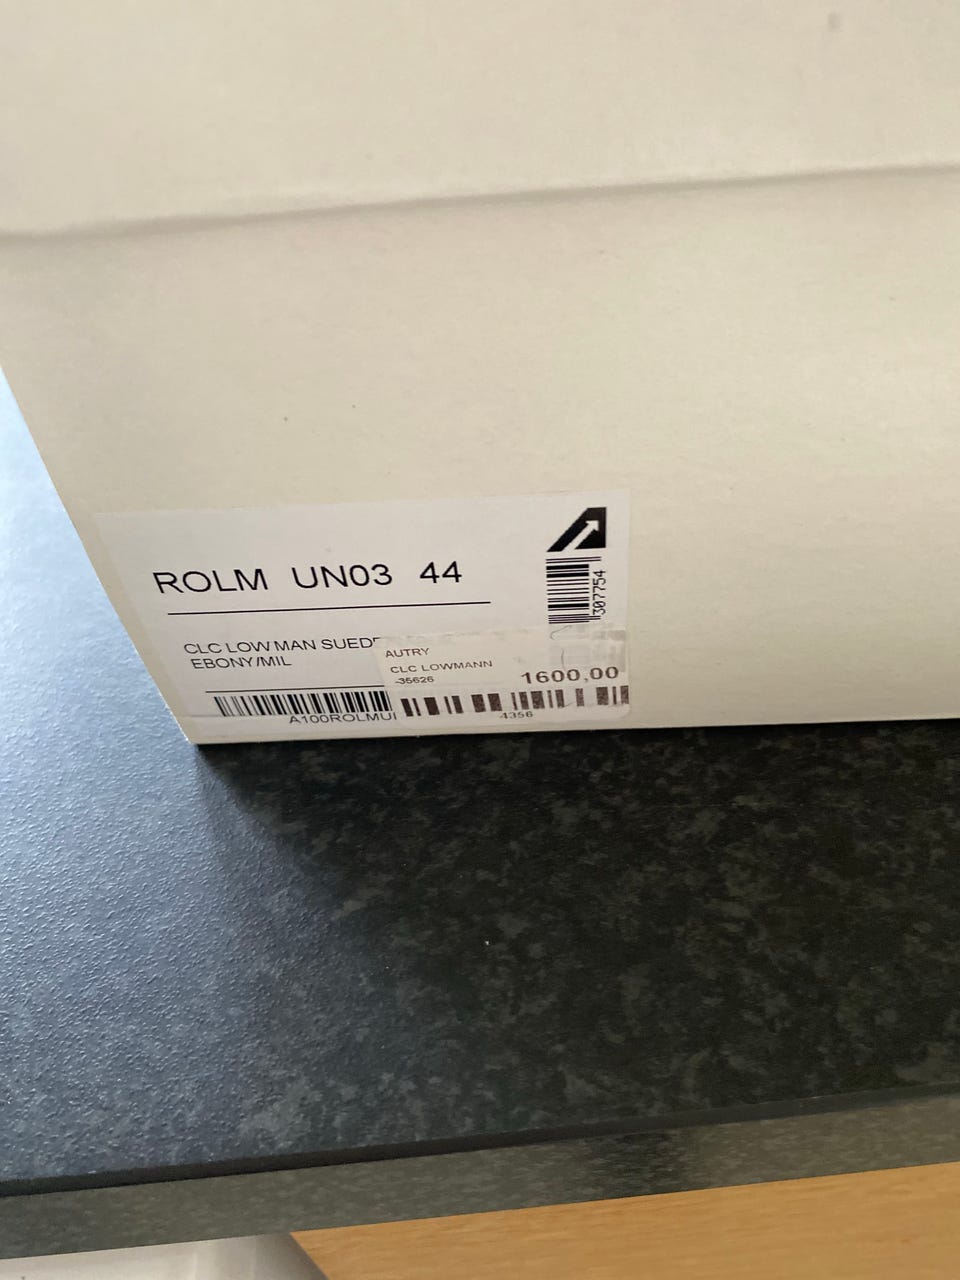 ROLM UN03 44
307754
CLC LOW MAN SUEDE
EBONY/MIL
A100ROLMU
AUTRY
CLC LOWMANN
-35626
1600,00
4356